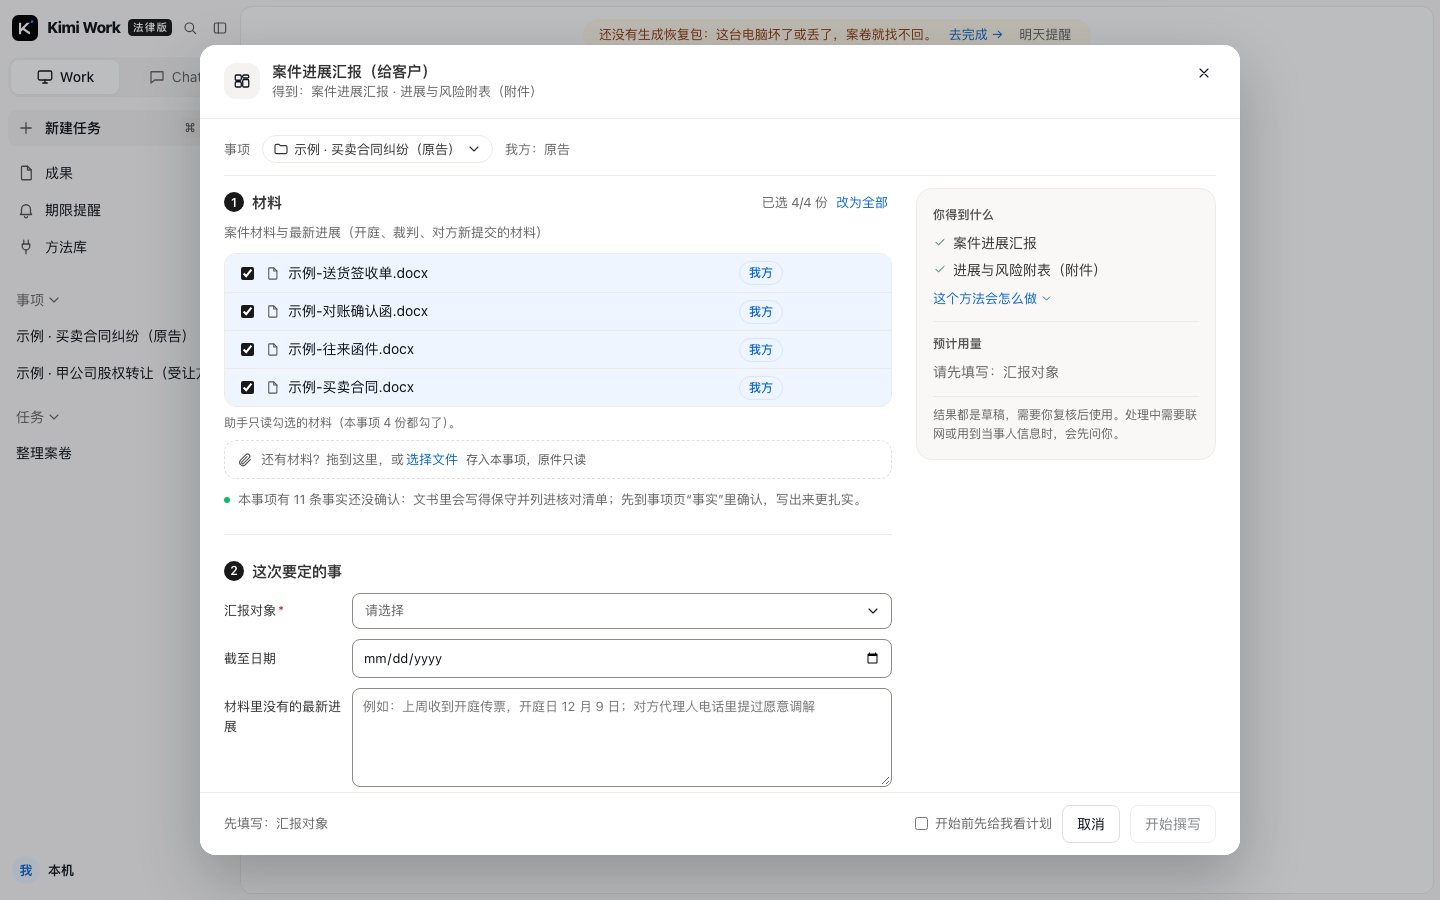 Kimi Work 法律版
还没有生成恢复包：这台电脑坏了或丢了，案卷就找不回。 去完成 → 明天提醒
Work
Chat
新建任务 ⌘
成果
期限提醒
方法库
事项
示例 · 买卖合同纠纷（原告）
示例 · 甲公司股权转让（受让
任务
整理案卷
我 本机
案件进展汇报（给客户）
得到：案件进展汇报 · 进展与风险附表（附件）
事项 示例 · 买卖合同纠纷（原告） 我方：原告
1 材料 已选 4/4 份 改为全部
案件材料与最新进展（开庭、裁判、对方新提交的材料）
示例-送货签收单.docx 我方
示例-对账确认函.docx 我方
示例-往来函件.docx 我方
示例-买卖合同.docx 我方
助手只读勾选的材料（本事项 4 份都勾了）。
还有材料？拖到这里，或 选择文件 存入本事项，原件只读
本事项有 11 条事实还没确认：文书里会写得保守并列进核对清单；先到事项页“事实”里确认，写出来更扎实。
2 这次要定的事
汇报对象* 请选择
截至日期 mm/dd/yyyy
材料里没有的最新进
展
例如：上周收到开庭传票，开庭日 12 月 9 日；对方代理人电话里提过愿意调解
你得到什么
案件进展汇报
进展与风险附表（附件）
这个方法会怎么做
预计用量
请先填写：汇报对象
结果都是草稿，需要你复核后使用。处理中需要联
网或用到当事人信息时，会先问你。
先填写：汇报对象
开始前先给我看计划 取消 开始撰写